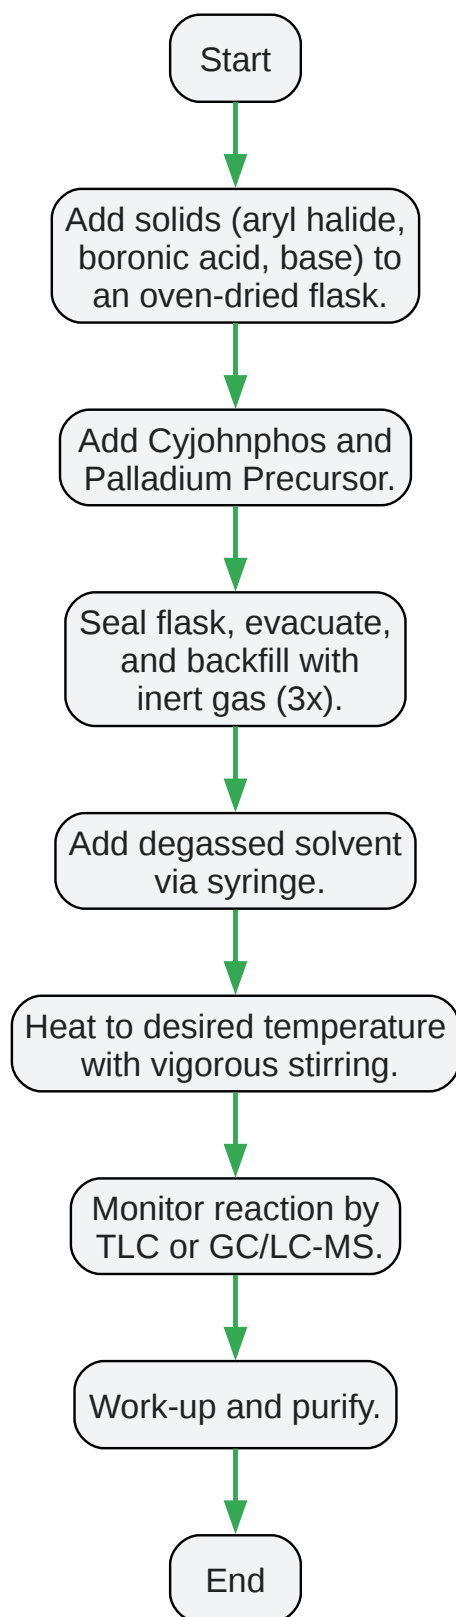 Start
Add solids (aryl halide,
boronic acid, base) to
an oven-dried flask.
Add Cyjohnphos and
Palladium Precursor.
Seal flask, evacuate,
and backfill with
inert gas (3x).
Add degassed solvent
via syringe.
Heat to desired temperature
with vigorous stirring.
Monitor reaction by
TLC or GC/LC-MS.
Work-up and purify.
End